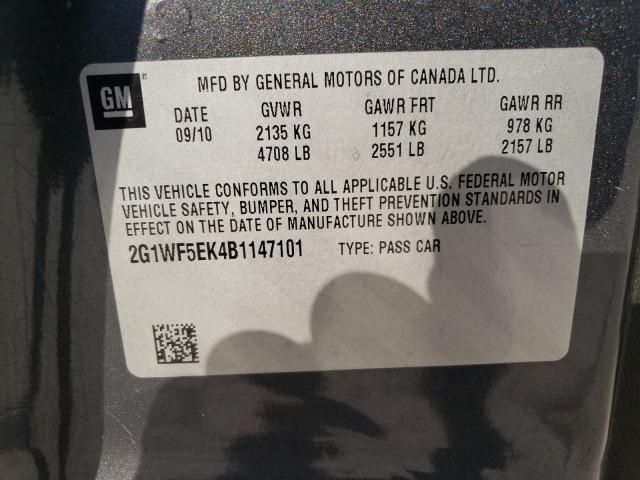 GM
MFD BY GENERAL MOTORS OF CANADA LTD.
DATE GVWR GAWR FRT GAWR RR
09/10 2135 KG 1157 KG 978 KG
4708 LB 2551 LB 2157 LB
THIS VEHICLE CONFORMS TO ALL APPLICABLE U.S. FEDERAL MOTOR
VEHICLE SAFETY, BUMPER, AND THEFT PREVENTION STANDARDS IN
EFFECT ON THE DATE OF MANUFACTURE SHOWN ABOVE.
2G1WF5EK4B1147101 TYPE: PASS CAR